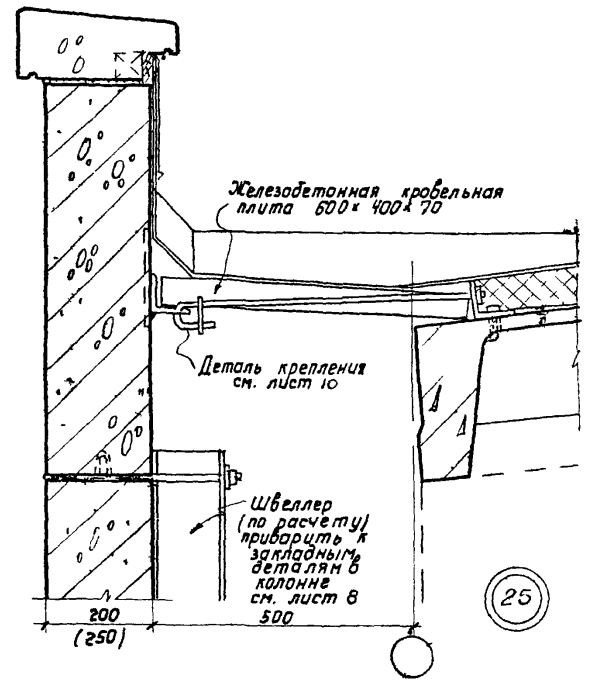 Железобетонная кровельная
плита 600 × 400 × 70
Деталь крепления
см. лист 10
Швеллер
(по расчету)
приварить к
закладным
деталям в
колонне
см. лист 8
200
(250)
500
25